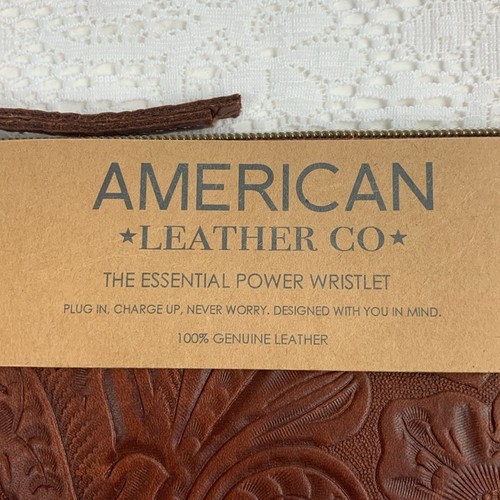 AMERICAN
★LEATHER CO★
THE ESSENTIAL POWER WRISTLET
PLUG IN, CHARGE UP, NEVER WORRY. DESIGNED WITH YOU IN MIND.
100% GENUINE LEATHER